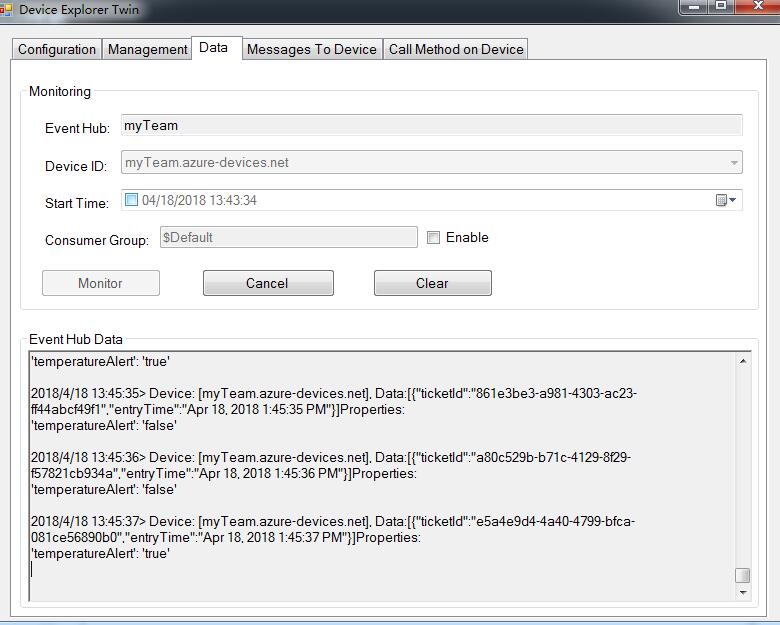 Device Explorer Twin
Configuration Management Data Messages To Device Call Method on Device
Monitoring
Event Hub: myTeam
Device ID: myTeam.azure-devices.net
Start Time: 04/18/2018 13:43:34
Consumer Group: $Default Enable
Monitor Cancel Clear
Event Hub Data
'temperatureAlert': 'true'
2018/4/18 13:45:35> Device: [myTeam.azure-devices.net], Data:[{"ticketId":"861e3be3-a981-4303-ac23-
ff44abcf49f1","entryTime":"Apr 18, 2018 1:45:35 PM"}]Properties:
'temperatureAlert': 'false'
2018/4/18 13:45:36> Device: [myTeam.azure-devices.net], Data:[{"ticketId":"a80c529b-b71c-4129-8f29-
f57821cb934a","entryTime":"Apr 18, 2018 1:45:36 PM"}]Properties:
'temperatureAlert': 'false'
2018/4/18 13:45:37> Device: [myTeam.azure-devices.net], Data:[{"ticketId":"e5a4e9d4-4a40-4799-bfca-
081ce56890b0","entryTime":"Apr 18, 2018 1:45:37 PM"}]Properties:
'temperatureAlert': 'true'